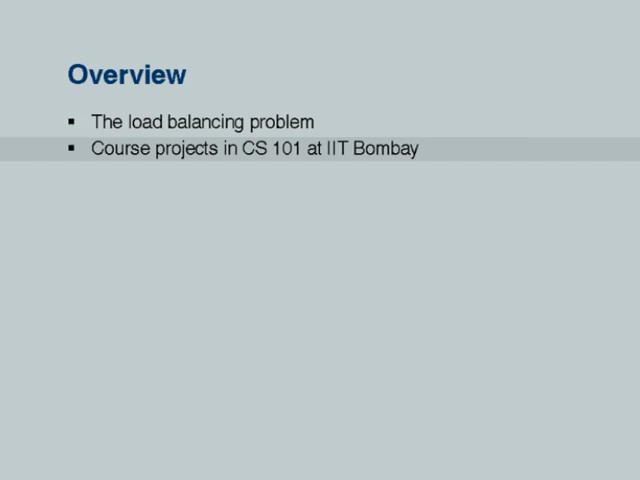 Overview
▪ The load balancing problem
▪ Course projects in CS 101 at IIT Bombay